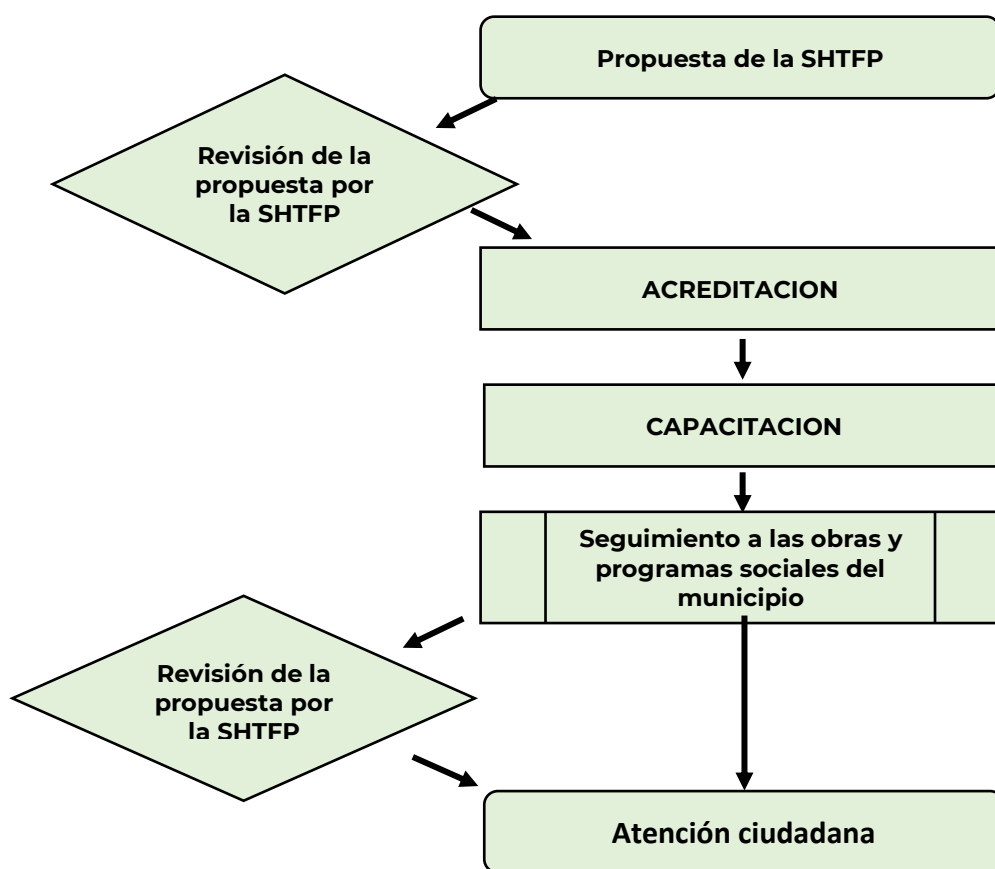 Propuesta de la SHTFP
Revisión de la
propuesta por
la SHTFP
ACREDITACION
CAPACITACION
Seguimiento a las obras y
programas sociales del
municipio
Revisión de la
propuesta por
la SHTFP
Atención ciudadana